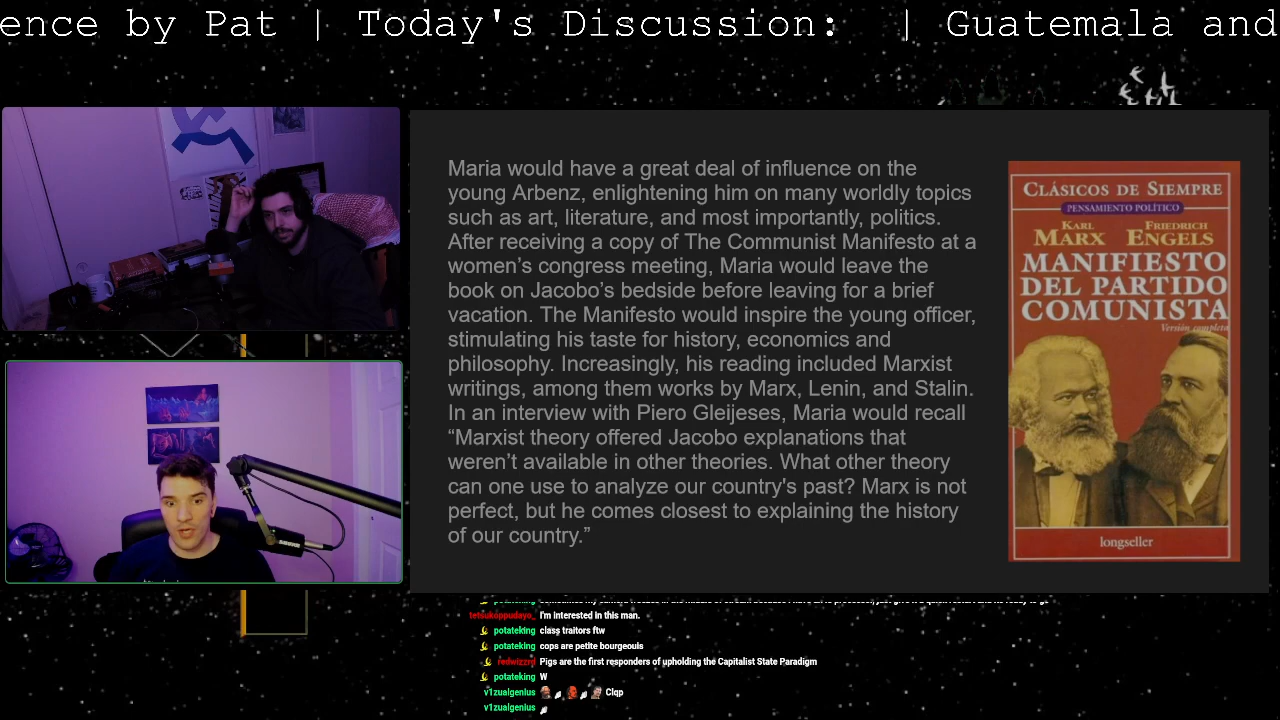 ence by Pat | Today's Discussion: | Guatemala and
Maria would have a great deal of influence on the
young Arbenz, enlightening him on many worldly topics
such as art, literature, and most importantly, politics.
After receiving a copy of The Communist Manifesto at a
women’s congress meeting, Maria would leave the
book on Jacobo’s bedside before leaving for a brief
vacation. The Manifesto would inspire the young officer,
stimulating his taste for history, economics and
philosophy. Increasingly, his reading included Marxist
writings, among them works by Marx, Lenin, and Stalin.
In an interview with Piero Gleijeses, Maria would recall
“Marxist theory offered Jacobo explanations that
weren’t available in other theories. What other theory
can one use to analyze our country's past? Marx is not
perfect, but he comes closest to explaining the history
of our country.”
CLÁSICOS DE SIEMPRE
PENSAMIENTO POLÍTICO
KARL MARX FRIEDRICH ENGELS
MANIFIESTO
DEL PARTIDO
COMUNISTA
Versión completa
longseller
tetsukoppudayo_ I'm interested in this man.
potateking class traitors ftw
potateking cops are petite bourgeouls
redwizzrd Pigs are the first responders of upholding the Capitalist State Paradigm
potateking W
v1zualgenius Clqp
v1zualgenius